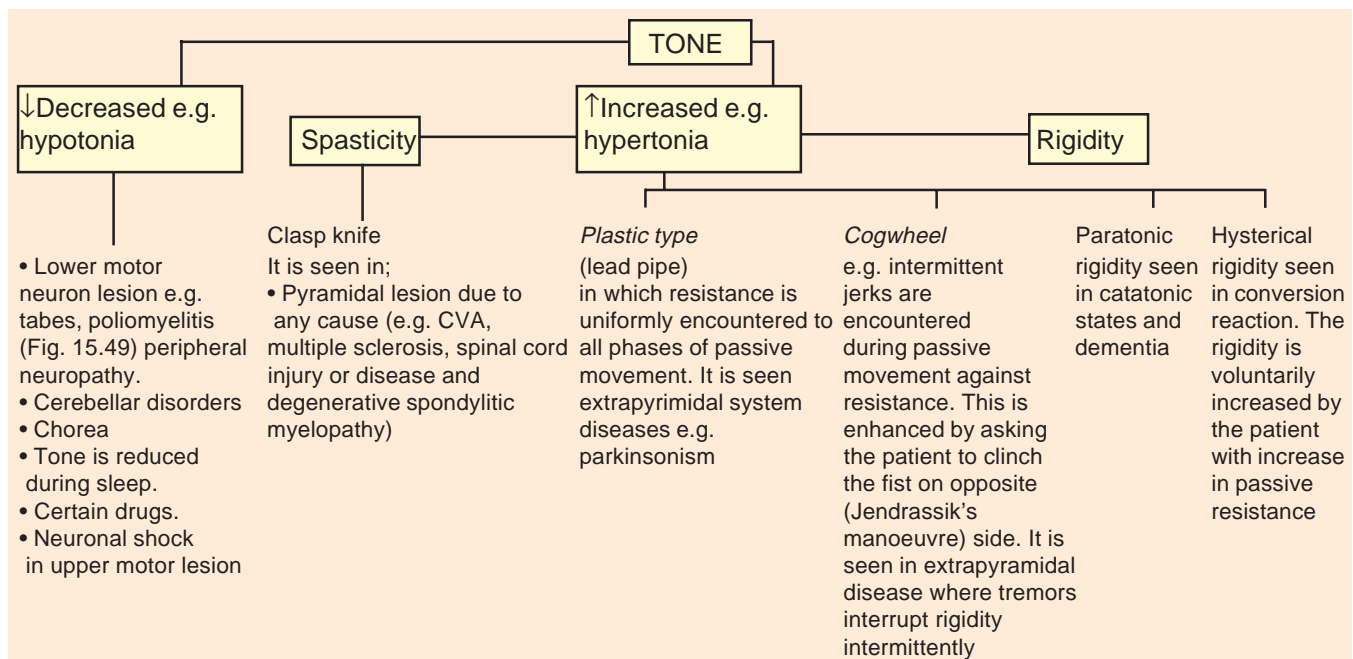 TONE
↓Decreased e.g.
hypotonia
Spasticity
↑Increased e.g.
hypertonia
Rigidity
• Lower motor
neuron lesion e.g.
tabes, poliomyelitis
(Fig. 15.49) peripheral
neuropathy.
• Cerebellar disorders
• Chorea
• Tone is reduced
during sleep.
• Certain drugs.
• Neuronal shock
in upper motor lesion
Clasp knife
It is seen in;
• Pyramidal lesion due to
any cause (e.g. CVA,
multiple sclerosis, spinal cord
injury or disease and
degenerative spondylitic
myelopathy)
Plastic type
(lead pipe)
in which resistance is
uniformly encountered to
all phases of passive
movement. It is seen
extrapyrimidal system
diseases e.g.
parkinsonism
Cogwheel
e.g. intermittent
jerks are
encountered
during passive
movement against
resistance. This is
enhanced by asking
the patient to clinch
the fist on opposite
(Jendrassik's
manoeuvre) side. It is
seen in extrapyramidal
disease where tremors
interrupt rigidity
intermittently
Paratonic
rigidity seen
in catatonic
states and
dementia
Hysterical
rigidity seen
in conversion
reaction. The
rigidity is
voluntarily
increased by
the patient
with increase
in passive
resistance